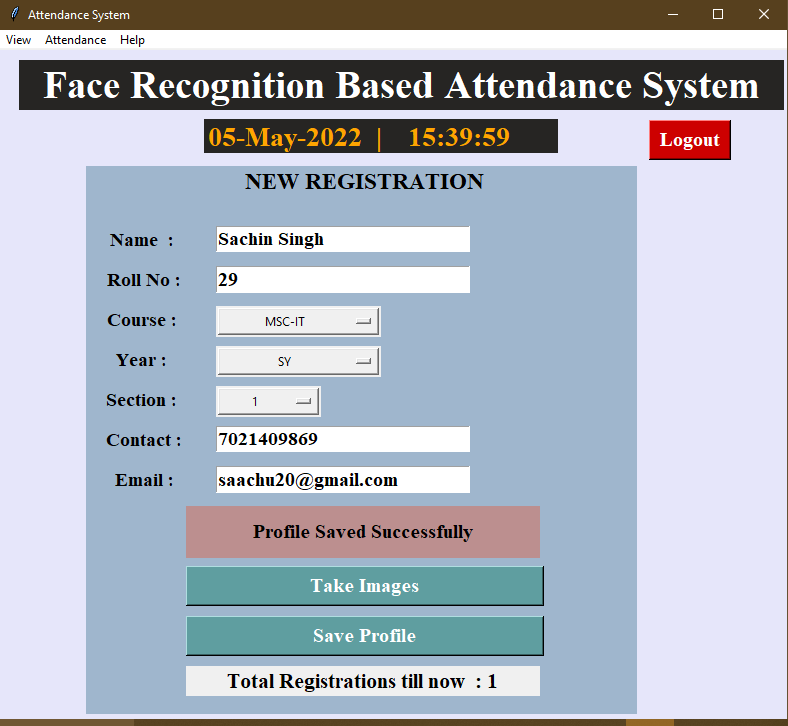 Attendance System
View Attendance Help
Face Recognition Based Attendance System
05-May-2022 | 15:39:59
Logout
NEW REGISTRATION
Name : Sachin Singh
Roll No : 29
Course : MSC-IT
Year : SY
Section : 1
Contact : 7021409869
Email : saachu20@gmail.com
Profile Saved Successfully
Take Images
Save Profile
Total Registrations till now : 1